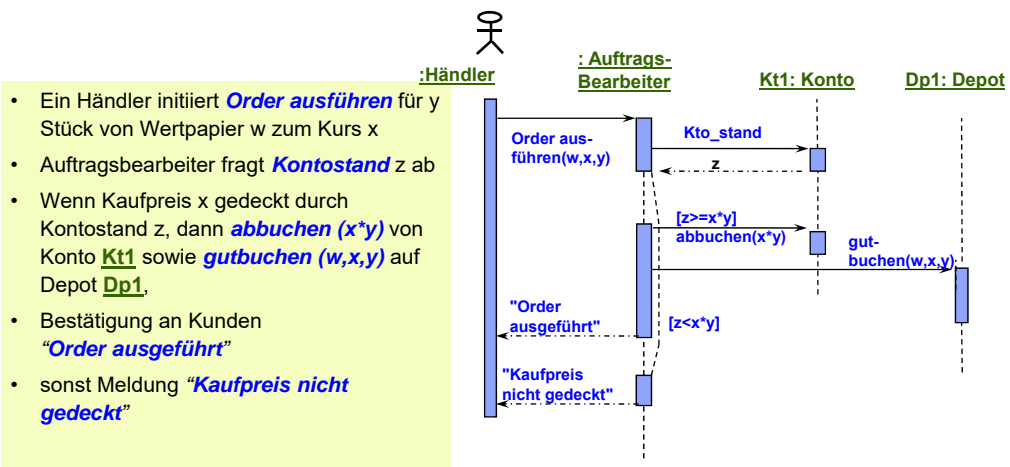 • Ein Händler initiiert Order ausführen für y
Stück von Wertpapier w zum Kurs x
• Auftragsbearbeiter fragt Kontostand z ab
• Wenn Kaufpreis x gedeckt durch
Kontostand z, dann abbuchen (x*y) von
Konto Kt1 sowie gutbuchen (w,x,y) auf
Depot Dp1,
• Bestätigung an Kunden
"Order ausgeführt"
• sonst Meldung "Kaufpreis nicht
gedeckt"
:Händler
: Auftrags-
Bearbeiter
Kt1: Konto
Dp1: Depot
Order aus-
führen(w,x,y)
Kto_stand
z
[z>=x*y]
abbuchen(x*y)
gut-
buchen(w,x,y)
"Order
ausgeführt"
[z<x*y]
"Kaufpreis
nicht gedeckt"